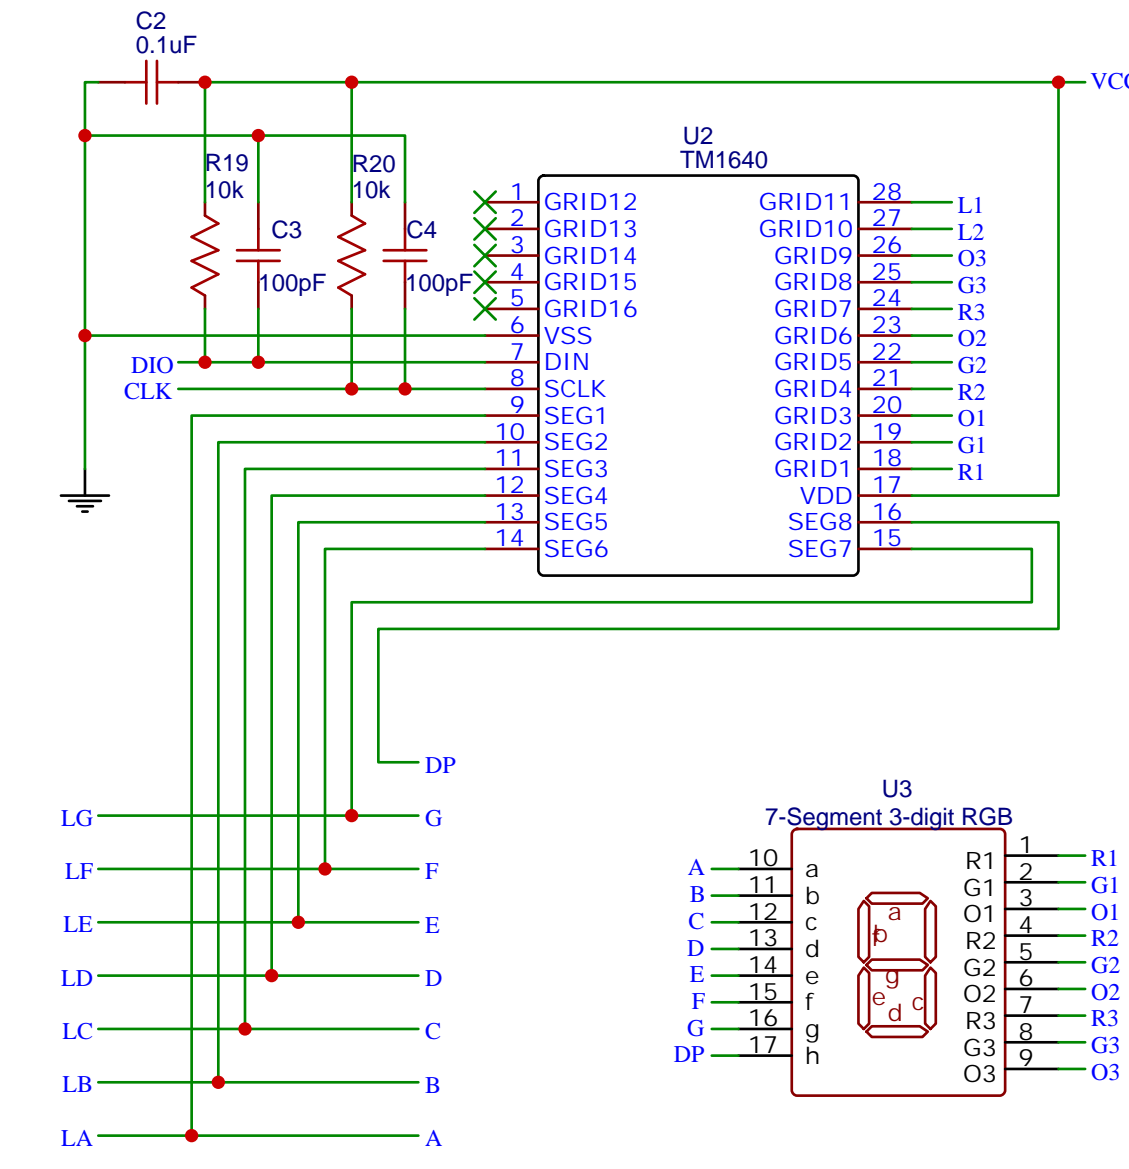 C2
0.1uF
VCC
R19
10k
C3
100pF
R20
10k
C4
100pF
U2
TM1640
1 GRID12
2 GRID13
3 GRID14
4 GRID15
5 GRID16
6 VSS
DIO 7 DIN
CLK 8 SCLK
9 SEG1
10 SEG2
11 SEG3
12 SEG4
13 SEG5
14 SEG6
GRID11 28 L1
GRID10 27 L2
GRID9 26 O3
GRID8 25 G3
GRID7 24 R3
GRID6 23 O2
GRID5 22 G2
GRID4 21 R2
GRID3 20 O1
GRID2 19 G1
GRID1 18 R1
VDD 17
SEG8 16
SEG7 15
DP
LG G
LF F
LE E
LD D
LC C
LB B
LA A
U3
7-Segment 3-digit RGB
A 10 a
B 11 b
C 12 c
D 13 d
E 14 e
F 15 f
G 16 g
DP 17 h
a
f b
g
e c
d
R1 1 R1
G1 2 G1
O1 3 O1
R2 4 R2
G2 5 G2
O2 6 O2
R3 7 R3
G3 8 G3
O3 9 O3